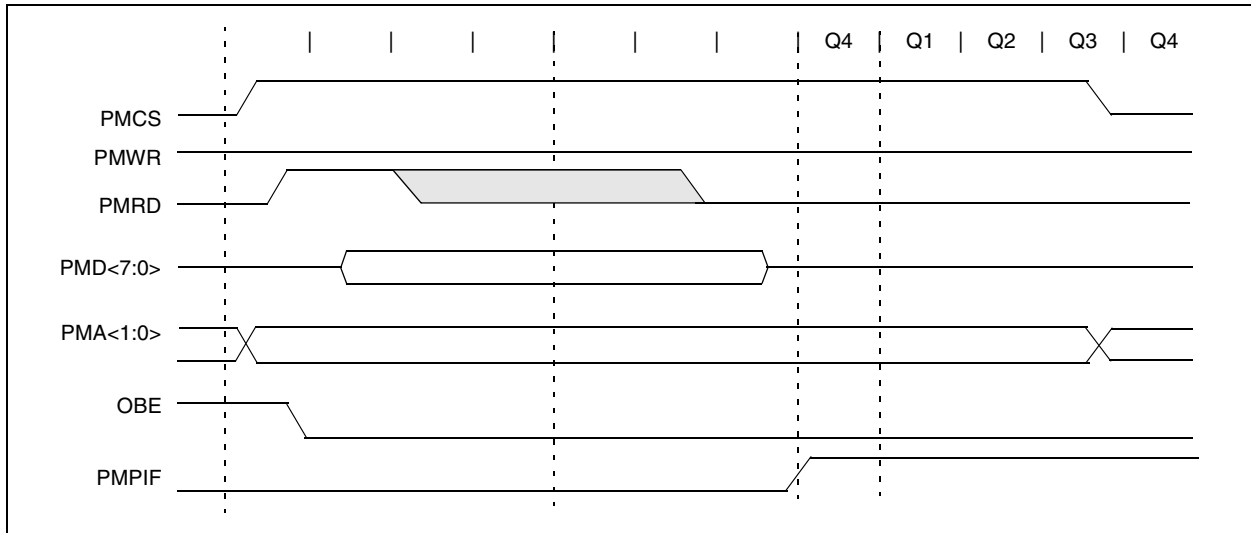 | | | | | | | Q4 | Q1 | Q2 | Q3 | Q4
PMCS
PMWR
PMRD
PMD<7:0>
PMA<1:0>
OBE
PMPIF